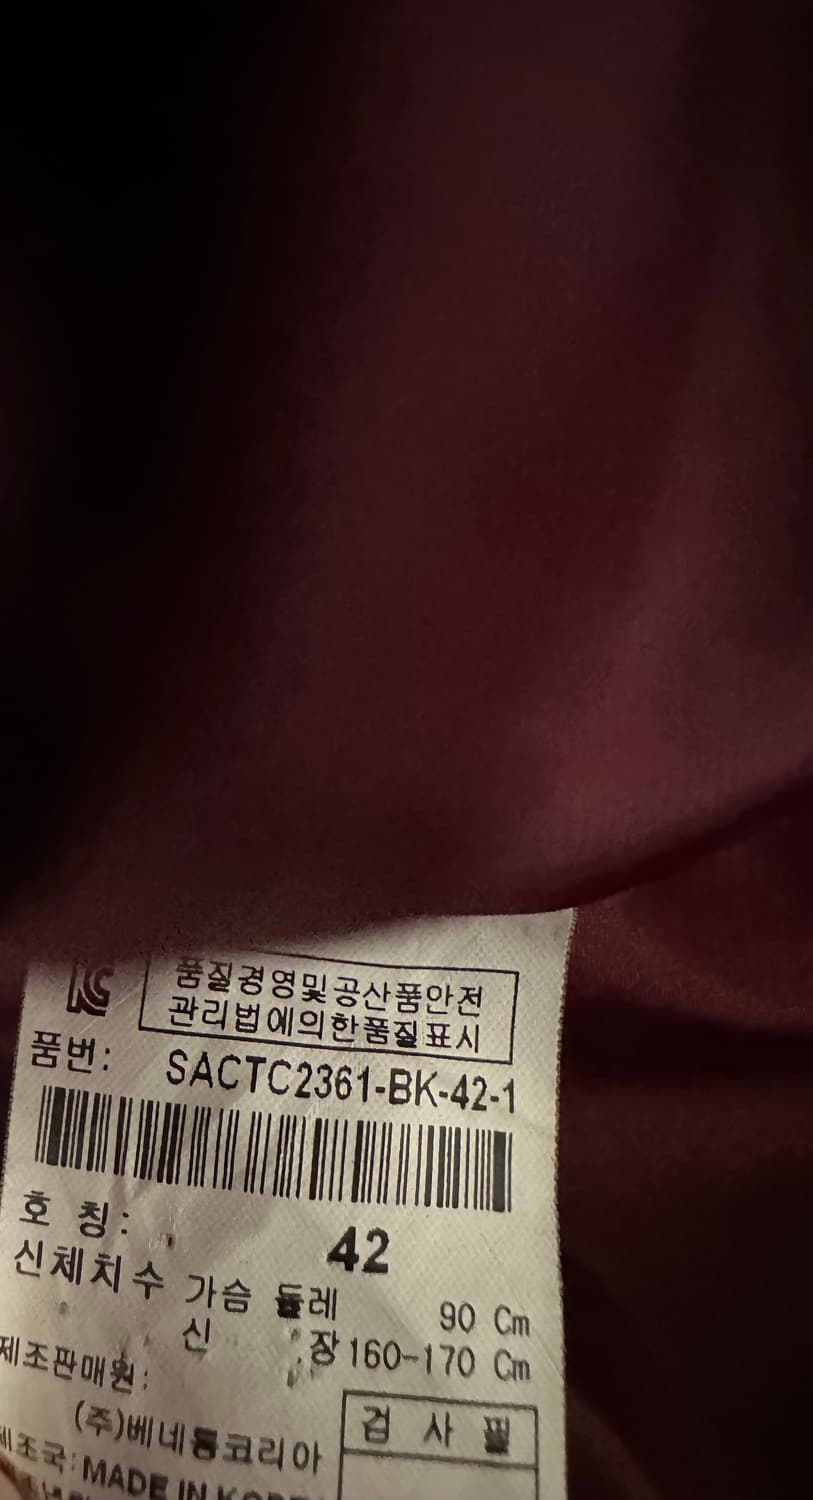 품질경영및공산품안전
관리법에의한품질표시
품번: SACTC2361-BK-42-1
호 칭: 42
신체치수 가슴 둘레 90 Cm
신 장 160-170 Cm
제조판매원:
(주)베네통코리아
검 사 필
제조국: MADE IN KOREA